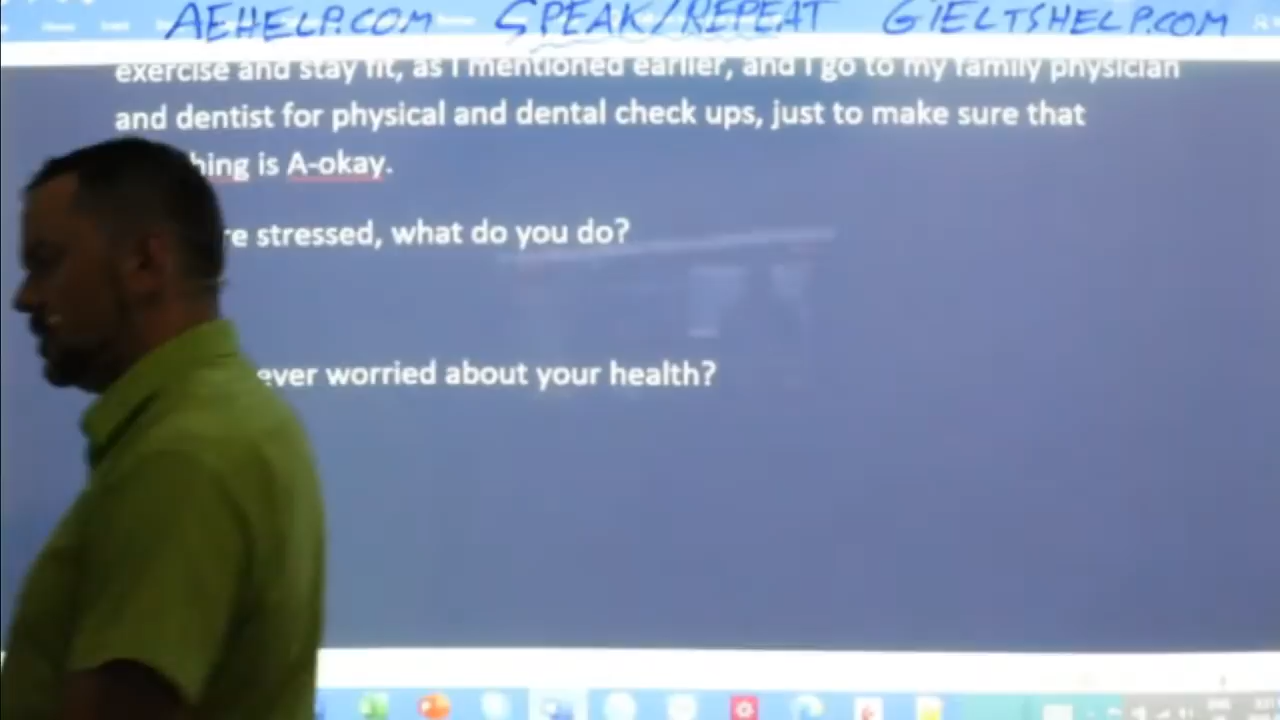 AEHELP.COM SPEAK/REPEAT GIELTSHELP.COM
exercise and stay fit, as I mentioned earlier, and I go to my family physician
and dentist for physical and dental check ups, just to make sure that
hing is A-okay.
re stressed, what do you do?
ever worried about your health?